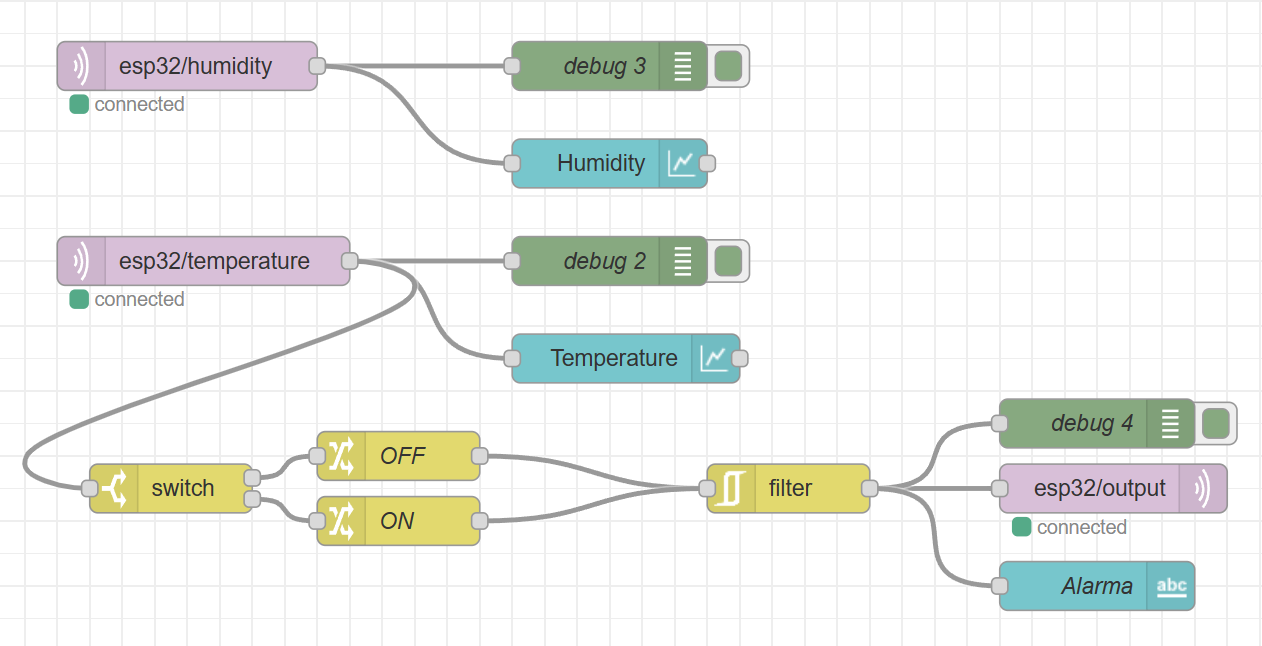 esp32/humidity
debug 3
connected
Humidity
esp32/temperature
debug 2
connected
Temperature
debug 4
OFF
switch
filter
esp32/output
ON
connected
Alarma
abc